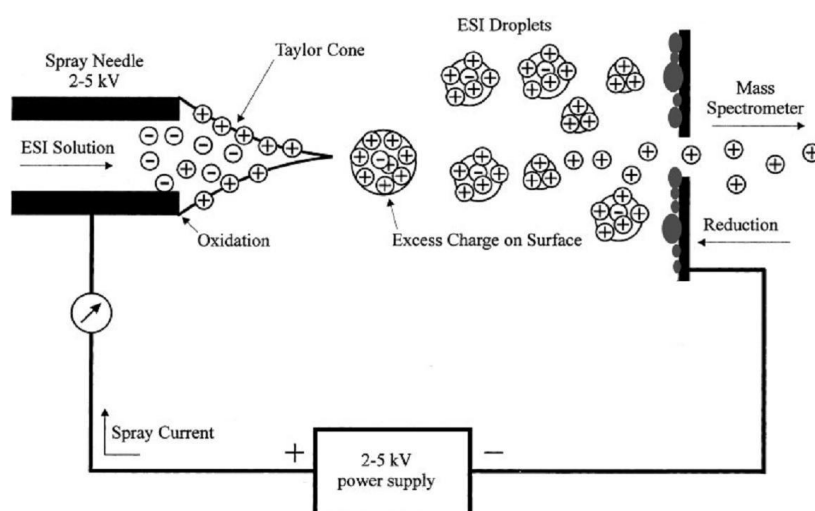 ESI Droplets
Spray Needle
2-5 kV
Taylor Cone
Mass
Spectrometer
ESI Solution
Oxidation
Excess Charge on Surface
Reduction
Spray Current
+
−
2-5 kV
power supply